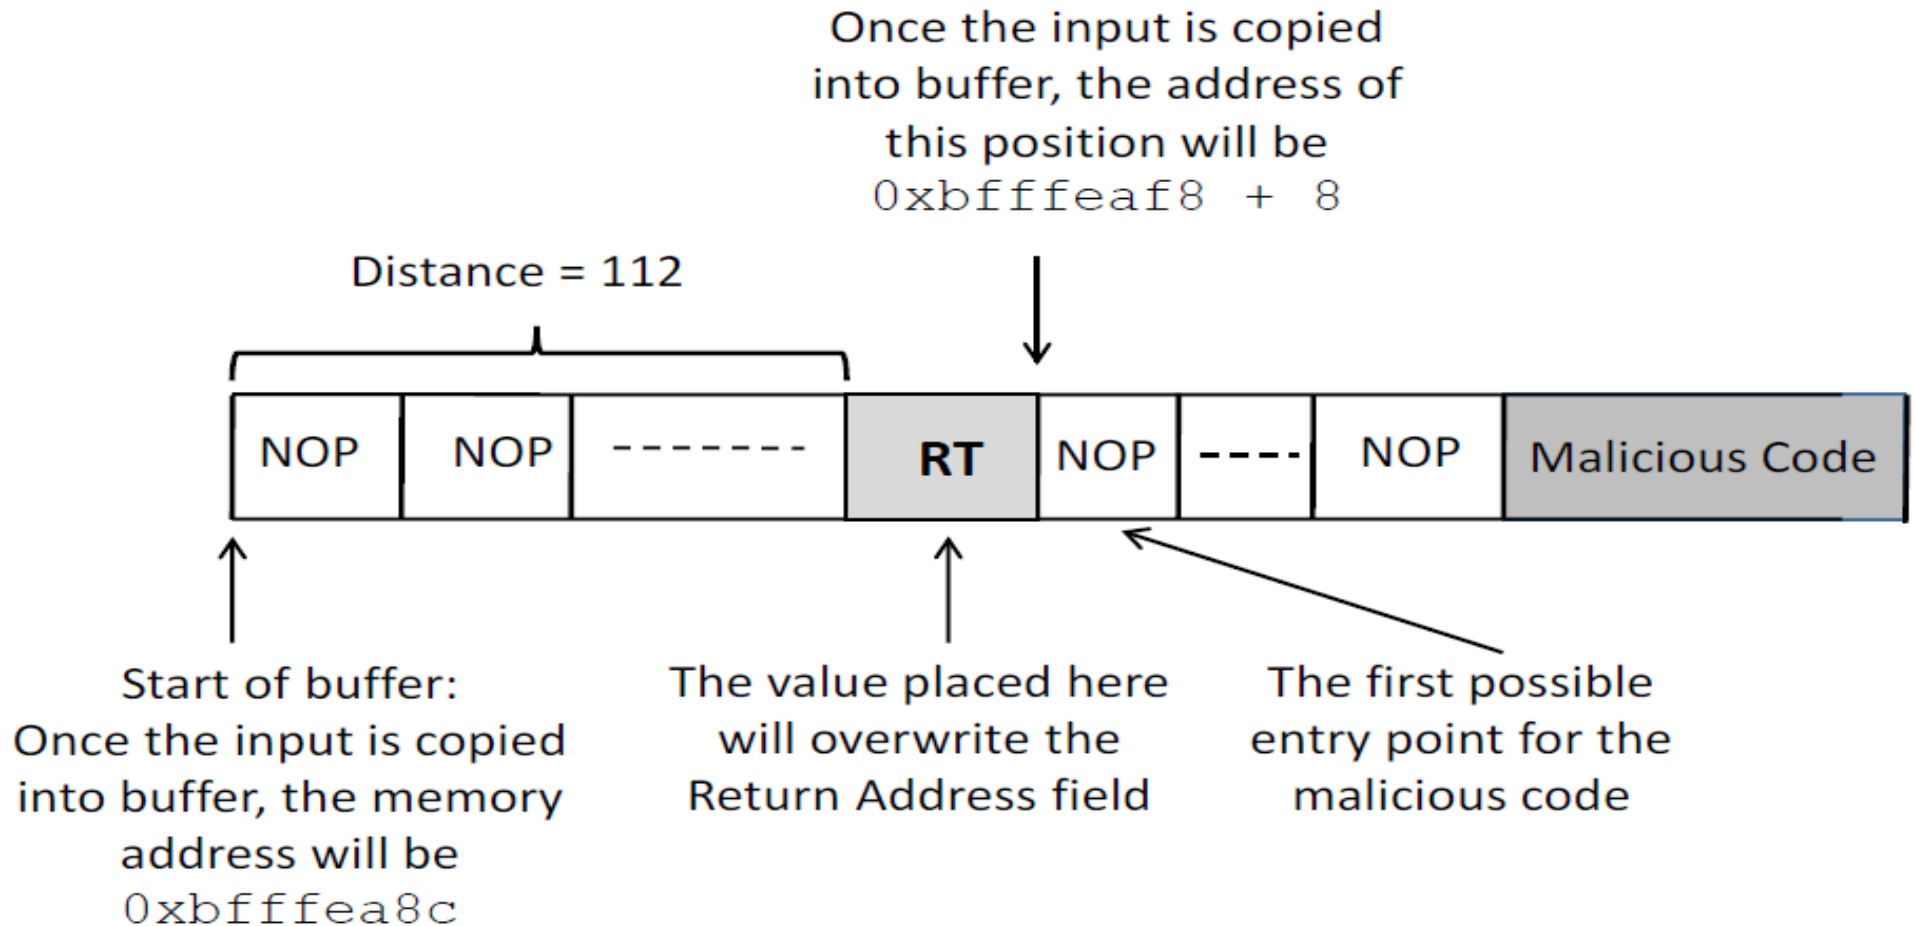 Once the input is copied
into buffer, the address of
this position will be
0xbfffeaf8 + 8
Distance = 112
NOP
NOP
RT
NOP
NOP
Malicious Code
Start of buffer:
Once the input is copied
into buffer, the memory
address will be
0xbfffea8c
The value placed here
will overwrite the
Return Address field
The first possible
entry point for the
malicious code